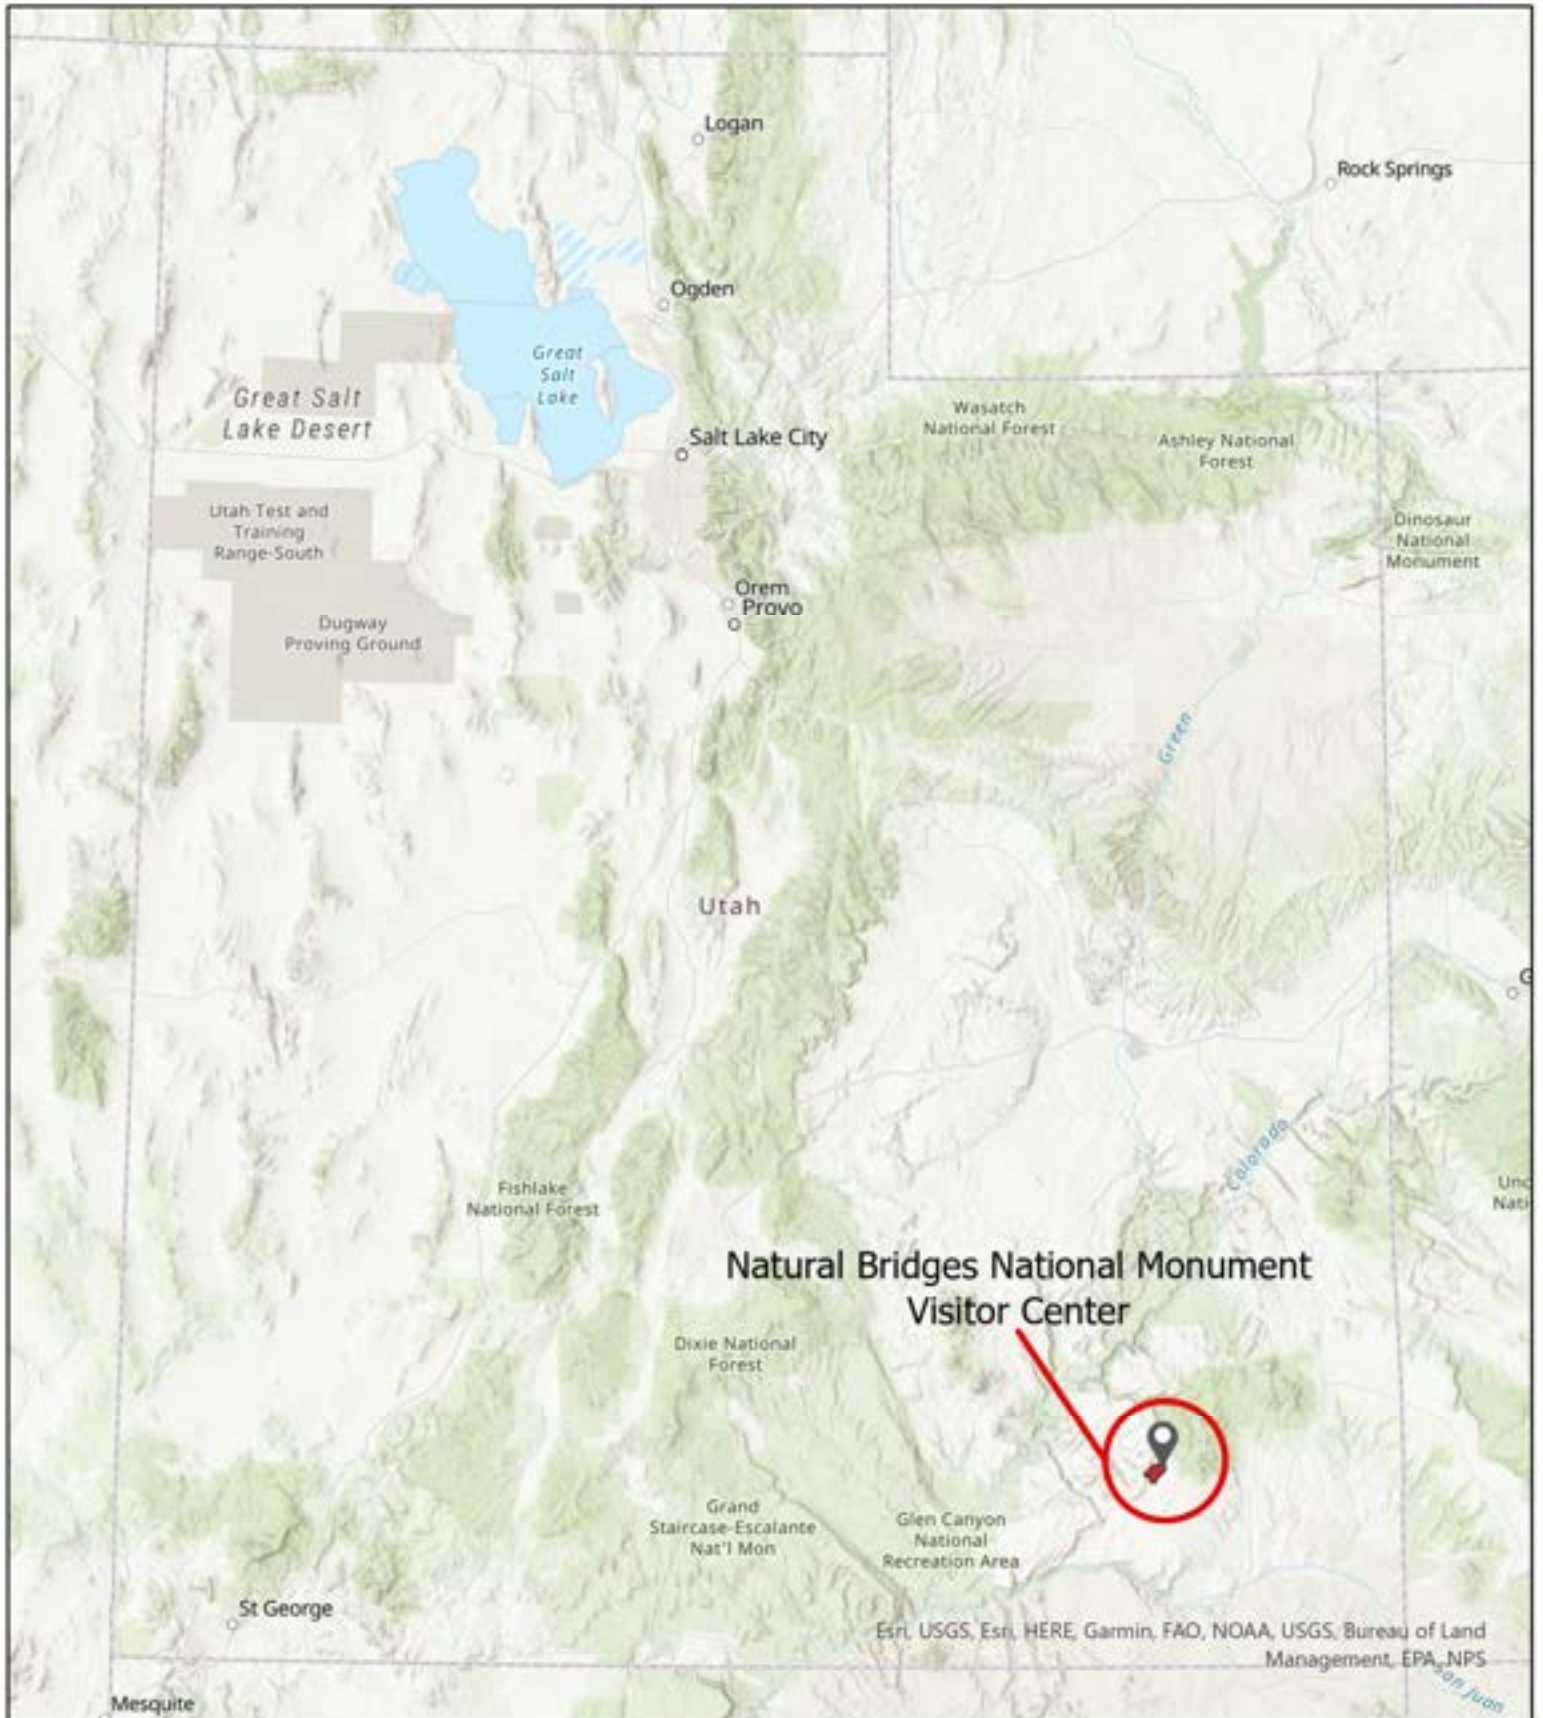 Logan
Rock Springs
Ogden
Great
Salt
Lake
Great Salt
Lake Desert
Wasatch
National Forest
Salt Lake City
Ashley National
Forest
Utah Test and
Training
Range-South
Dinosaur
National
Monument
Orem
Provo
Dugway
Proving Ground
Green
Utah
G
Colorado
Fishlake
National Forest
Unc
Nati
Natural Bridges National Monument
Visitor Center
Dixie National
Forest
Grand
Staircase-Escalante
Nat'l Mon
Glen Canyon
National
Recreation Area
St George
Esri, USGS, Esri, HERE, Garmin, FAO, NOAA, USGS, Bureau of Land
Management, EPA, NPS
San Juan
Mesquite